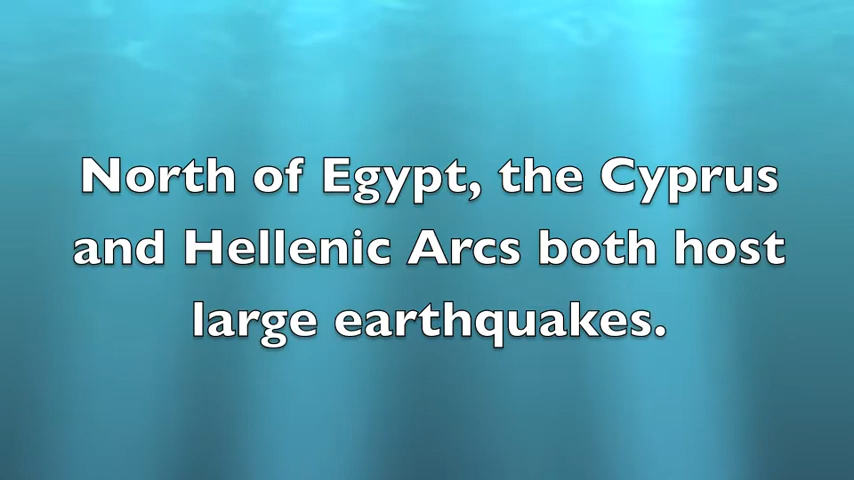 North of Egypt, the Cyprus
and Hellenic Arcs both host
large earthquakes.